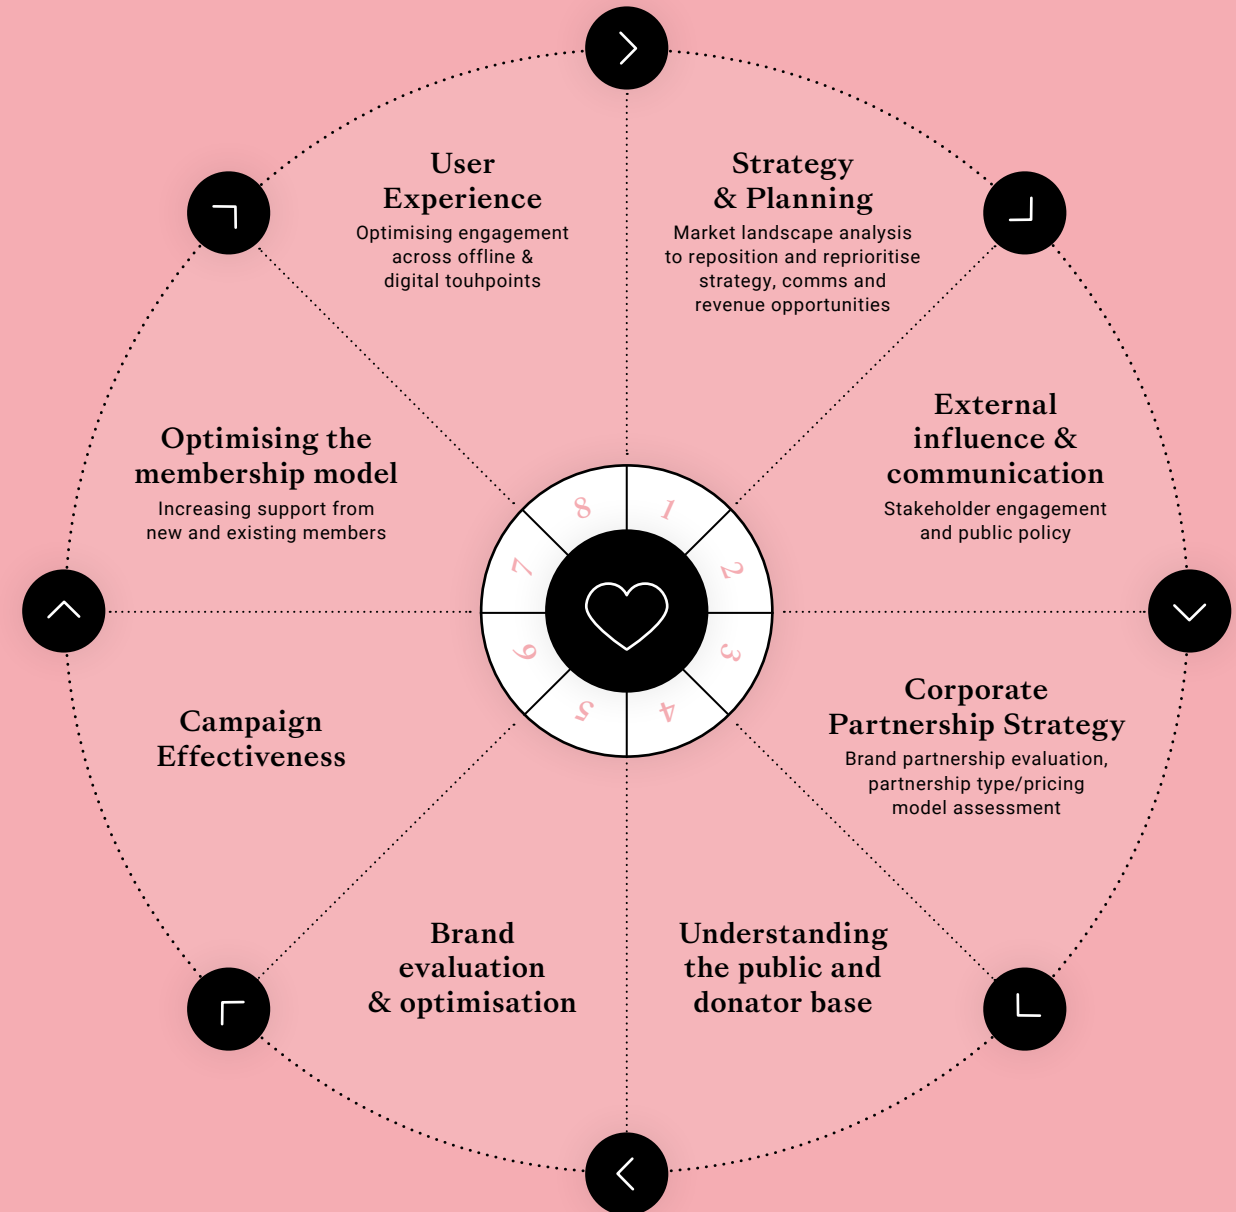 Strategy
& Planning
Market landscape analysis
to reposition and reprioritise
strategy, comms and
revenue opportunities
External
influence &
communication
Stakeholder engagement
and public policy
Corporate
Partnership Strategy
Brand partnership evaluation,
partnership type/pricing
model assessment
Understanding
the public and
donator base
Brand
evaluation
& optimisation
Campaign
Effectiveness
Optimising the
membership model
Increasing support from
new and existing members
User
Experience
Optimising engagement
across offline &
digital touhpoints
1
2
3
4
5
6
7
8